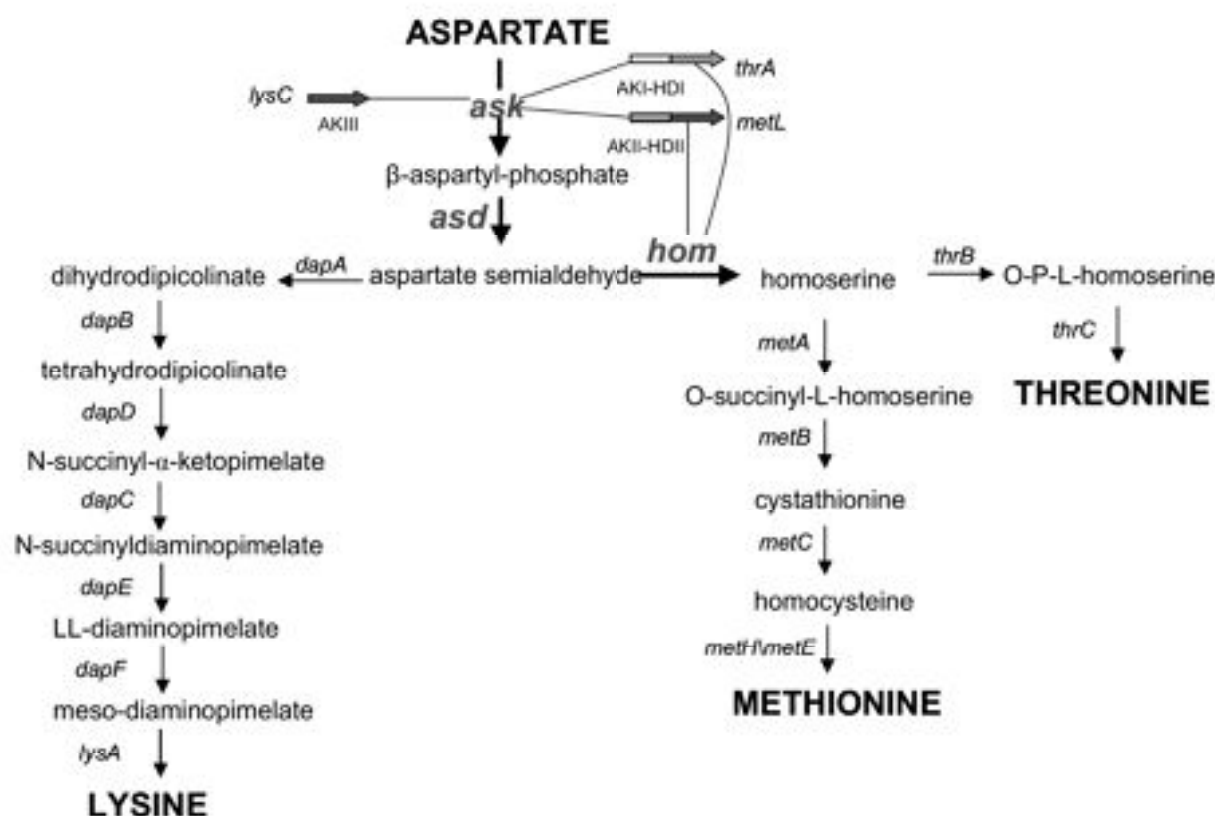 ASPARTATE
lysC
AKIII
ask
AKI-HDI
thrA
AKII-HDII
metL
β-aspartyl-phosphate
asd
hom
dihydrodipicolinate
dapA
aspartate semialdehyde
homoserine
thrB
O-P-L-homoserine
dapB
metA
thrC
tetrahydrodipicolinate
O-succinyl-L-homoserine
THREONINE
dapD
metB
N-succinyl-α-ketopimelate
cystathionine
dapC
metC
N-succinyldiaminopimelate
homocysteine
dapE
metH\metE
LL-diaminopimelate
METHIONINE
dapF
meso-diaminopimelate
lysA
LYSINE